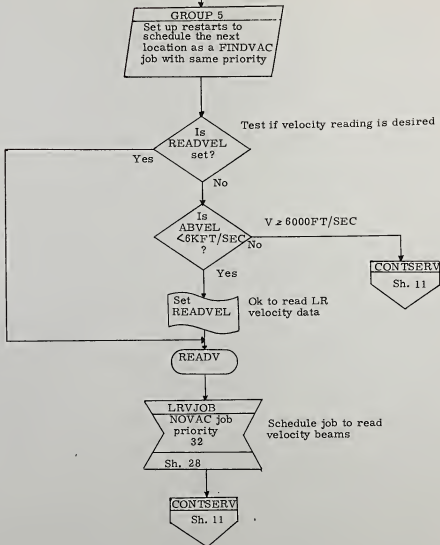 GROUP 5
Set up restarts to
schedule the next
location as a FINDVAC
job with same priority
Is
READVEL
set?
Test if velocity reading is desired
Yes
No
Is
ABVEL
<6KFT/SEC
?
No
V ≥ 6000FT/SEC
CONTSERV
Sh. 11
Yes
Set
READVEL
Ok to read LR
velocity data
READV
LRVJOB
NOVAC job
priority
32
Sh. 28
Schedule job to read
velocity beams
CONTSERV
Sh. 11